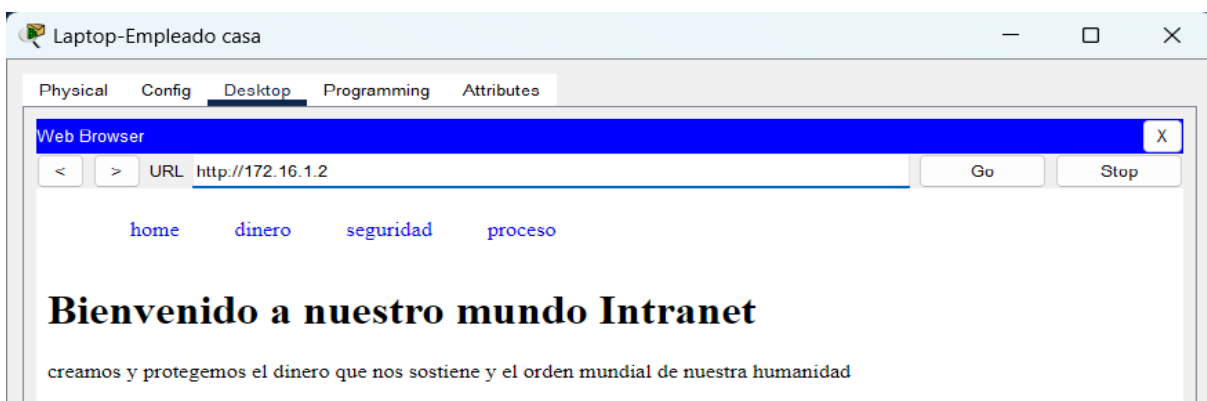 Laptop-Empleado casa
Physical Config Desktop Programming Attributes
Web Browser X
< > URL http://172.16.1.2 Go Stop
home dinero seguridad proceso
Bienvenido a nuestro mundo Intranet
creamos y protegemos el dinero que nos sostiene y el orden mundial de nuestra humanidad